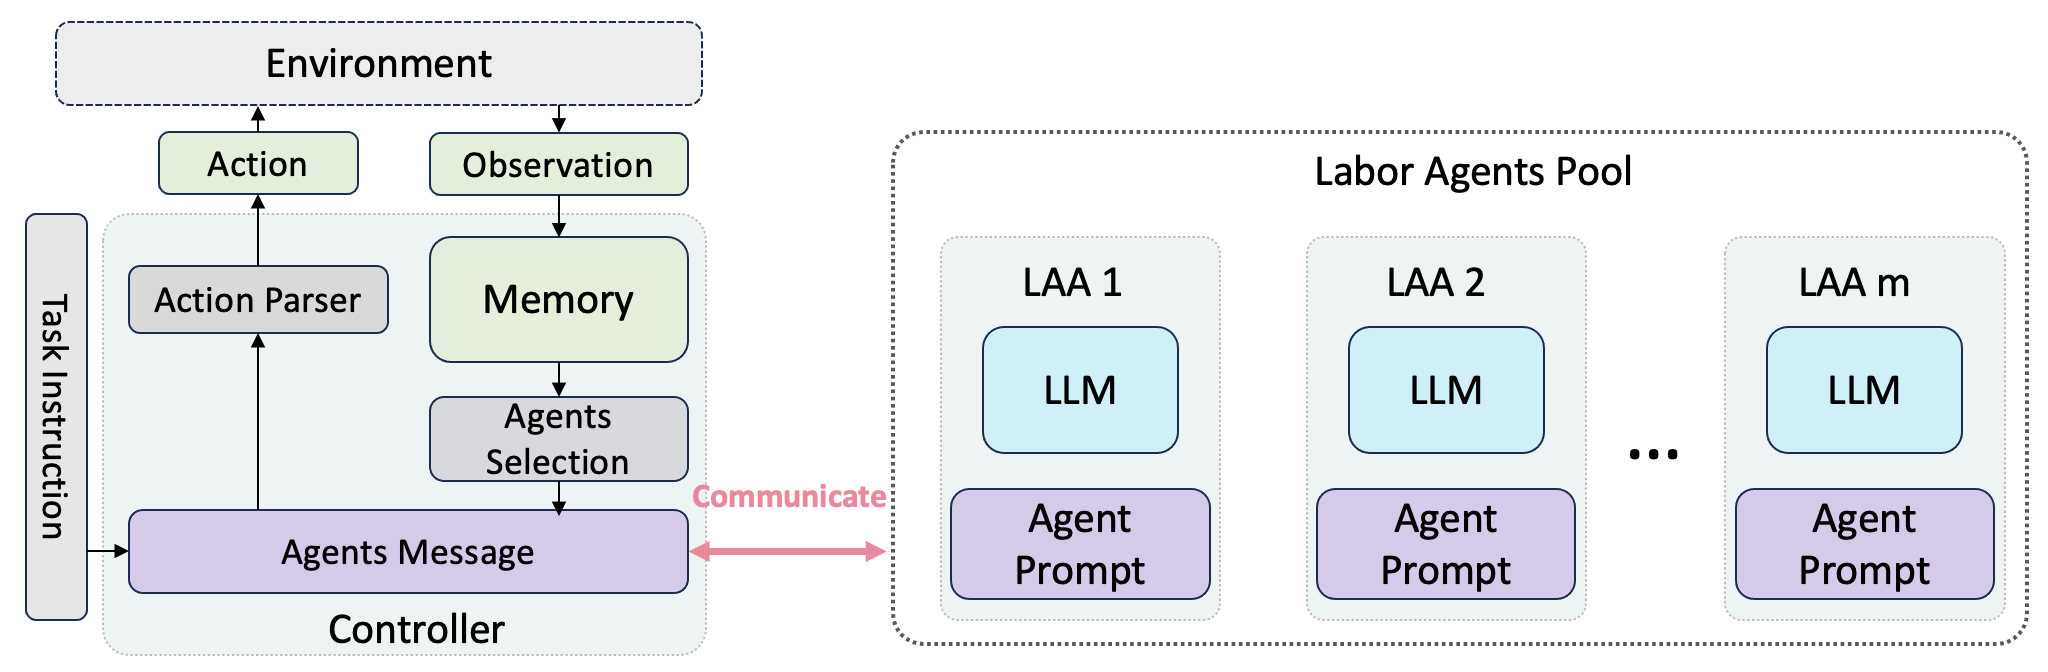 Environment
Action
Observation
Task Instruction
Action Parser
Memory
Agents
Selection
Agents Message
Controller
Communicate
Labor Agents Pool
LAA 1
LLM
Agent
Prompt
LAA 2
LLM
Agent
Prompt
...
LAA m
LLM
Agent
Prompt